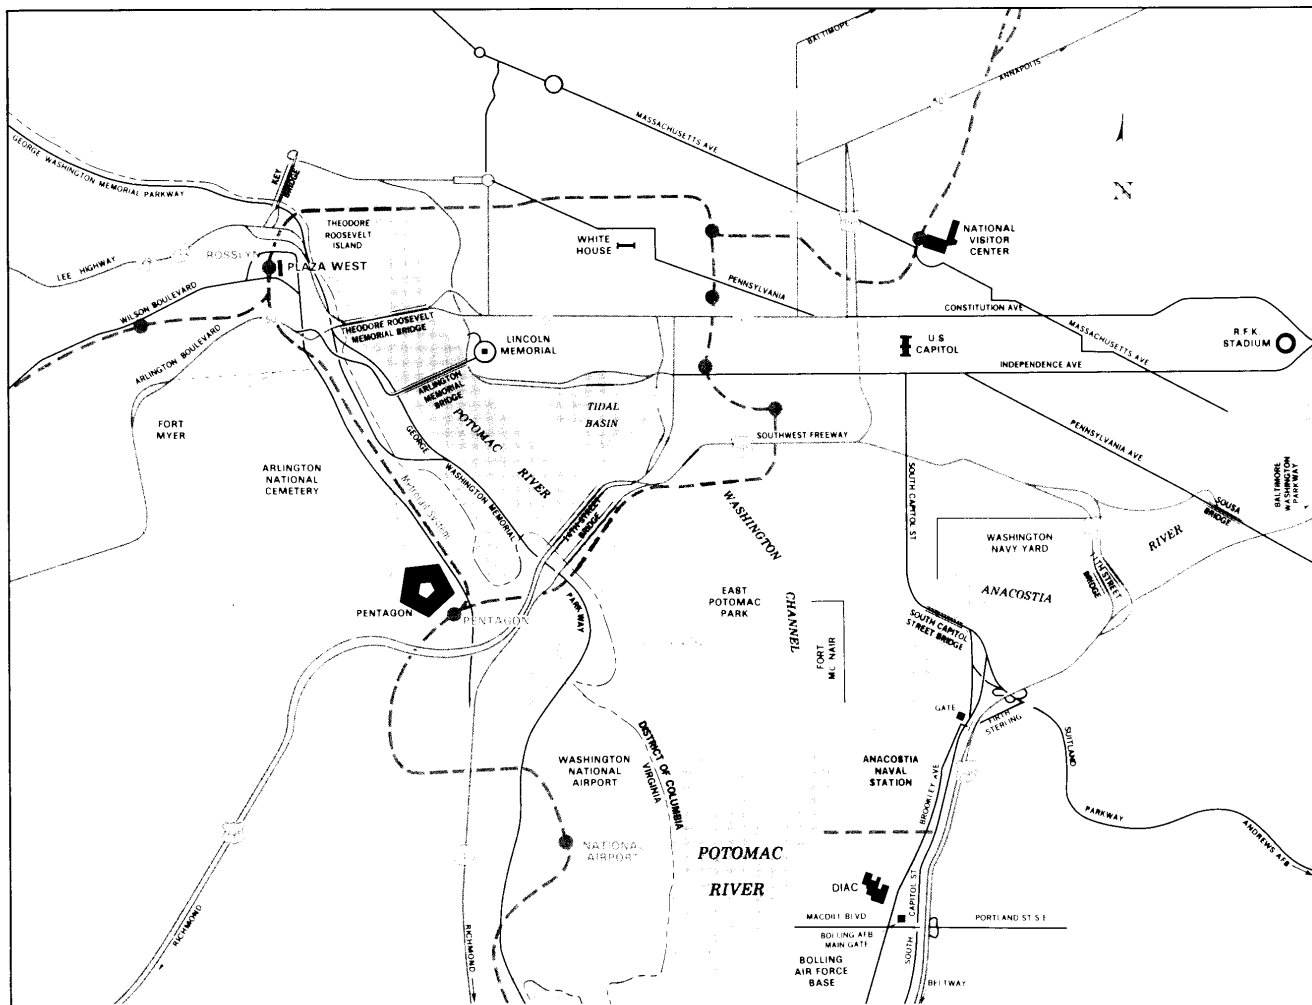 BATTIMOPE
ANNAPOLIS
MASSACHUSETTS AVE
GEORGE WASHINGTON MEMORIAL PARKWAY
N
KEY
BRIDGE
THEODORE
ROOSEVELT
ISLAND
WHITE
HOUSE
NATIONAL
VISITOR
CENTER
LEE HIGHWAY
ROSSLYN
PLAZA WEST
PENNSYLVANIA
WILSON BOULEVARD
CONSTITUTION AVE
THEODORE ROOSEVELT
MEMORIAL BRIDGE
LINCOLN
MEMORIAL
U.S
CAPITOL
MASSACHUSETTS AVE
R.F.K
STADIUM
ARLINGTON BOULEVARD
INDEPENDENCE AVE
ARLINGTON
MEMORIAL
BRIDGE
TIDAL
BASIN
FORT
MYER
POTOMAC
RIVER
GEORGE
WASHINGTON MEMORIAL
PARKWAY
SOUTHWEST FREEWAY
PENNSYLVANIA AVE
ARLINGTON
NATIONAL
CEMETERY
SOUTH CAPITOL ST
BALTIMORE
WASHINGTON
PARKWAY
SOUSA
BRIDGE
14TH STREET
BRIDGE
WASHINGTON
CHANNEL
WASHINGTON
NAVY YARD
RIVER
ANACOSTIA
11TH STREET
BRIDGE
PENTAGON
PENTAGON
EAST
POTOMAC
PARK
FORT
MC NAIR
SOUTH CAPITOL
STREET BRIDGE
GATE
FIRTH
STERLING
SUITLAND
PARKWAY
ANDREWS AFB
DISTRICT OF COLUMBIA
VIRGINIA
WASHINGTON
NATIONAL
AIRPORT
ANACOSTIA
NAVAL
STATION
BROOKLEY AVE
NATIONAL
AIRPORT
POTOMAC
RIVER
DIAC
RICHMOND
RICHMOND
MACDILL BLVD
SOUTH
CAPITOL ST
PORTLAND ST S E
BOLLING AFB
MAIN GATE
BOLLING
AIR FORCE
BASE
BELTWAY